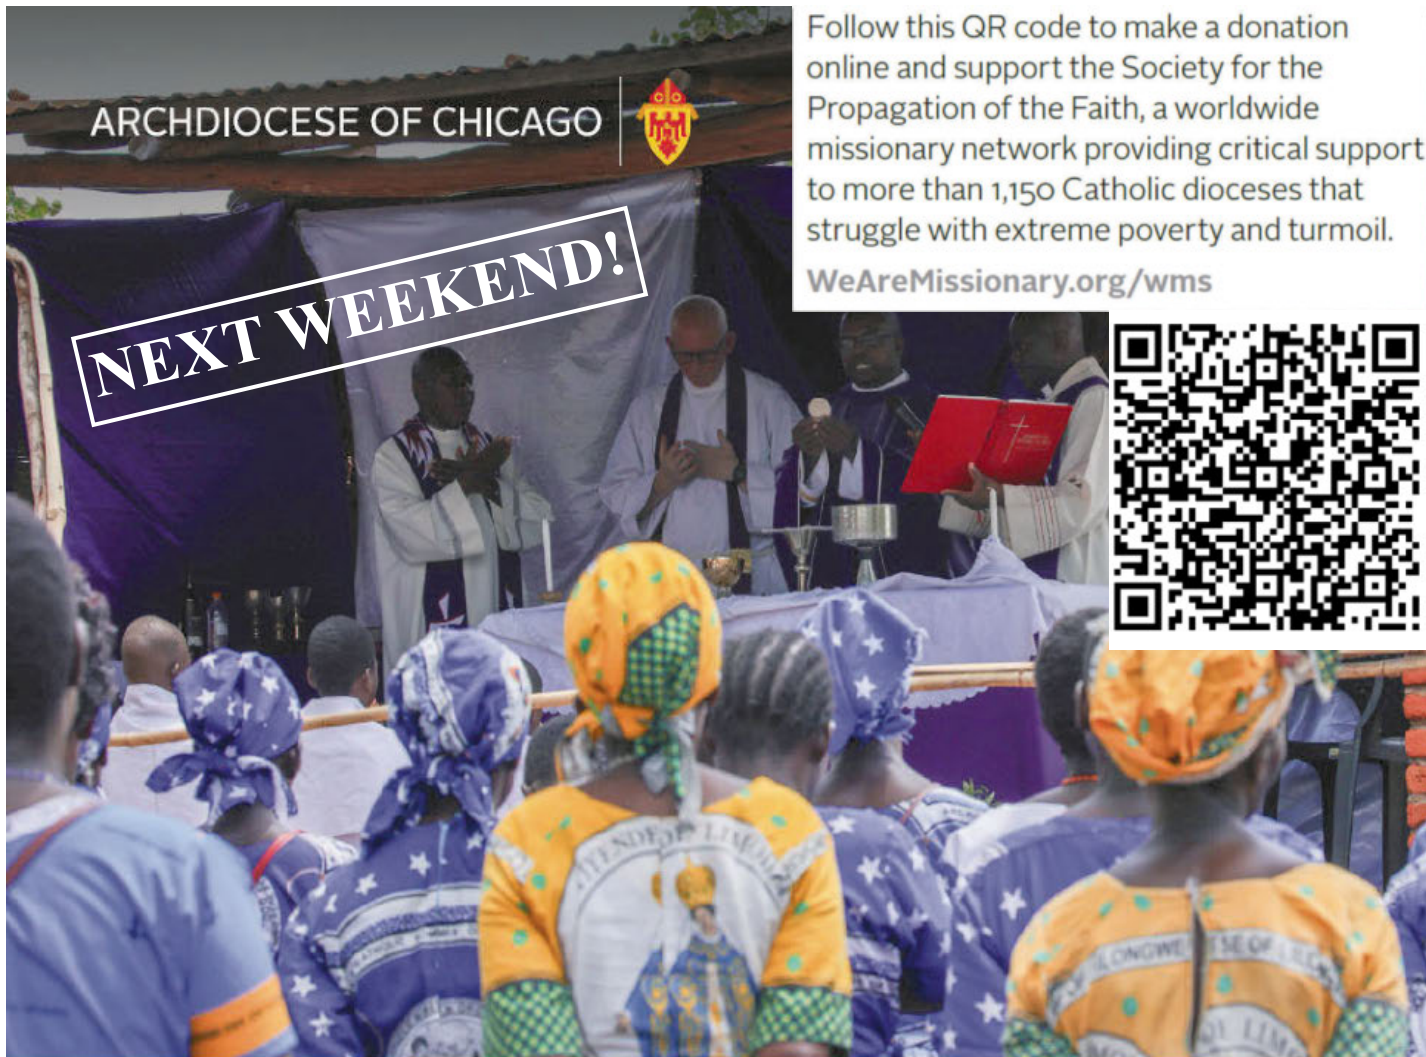 ARCHDIOCESE OF CHICAGO
NEXT WEEKEND!
Follow this QR code to make a donation
online and support the Society for the
Propagation of the Faith, a worldwide
missionary network providing critical support
to more than 1,150 Catholic dioceses that
struggle with extreme poverty and turmoil.
WeAreMissionary.org/wms